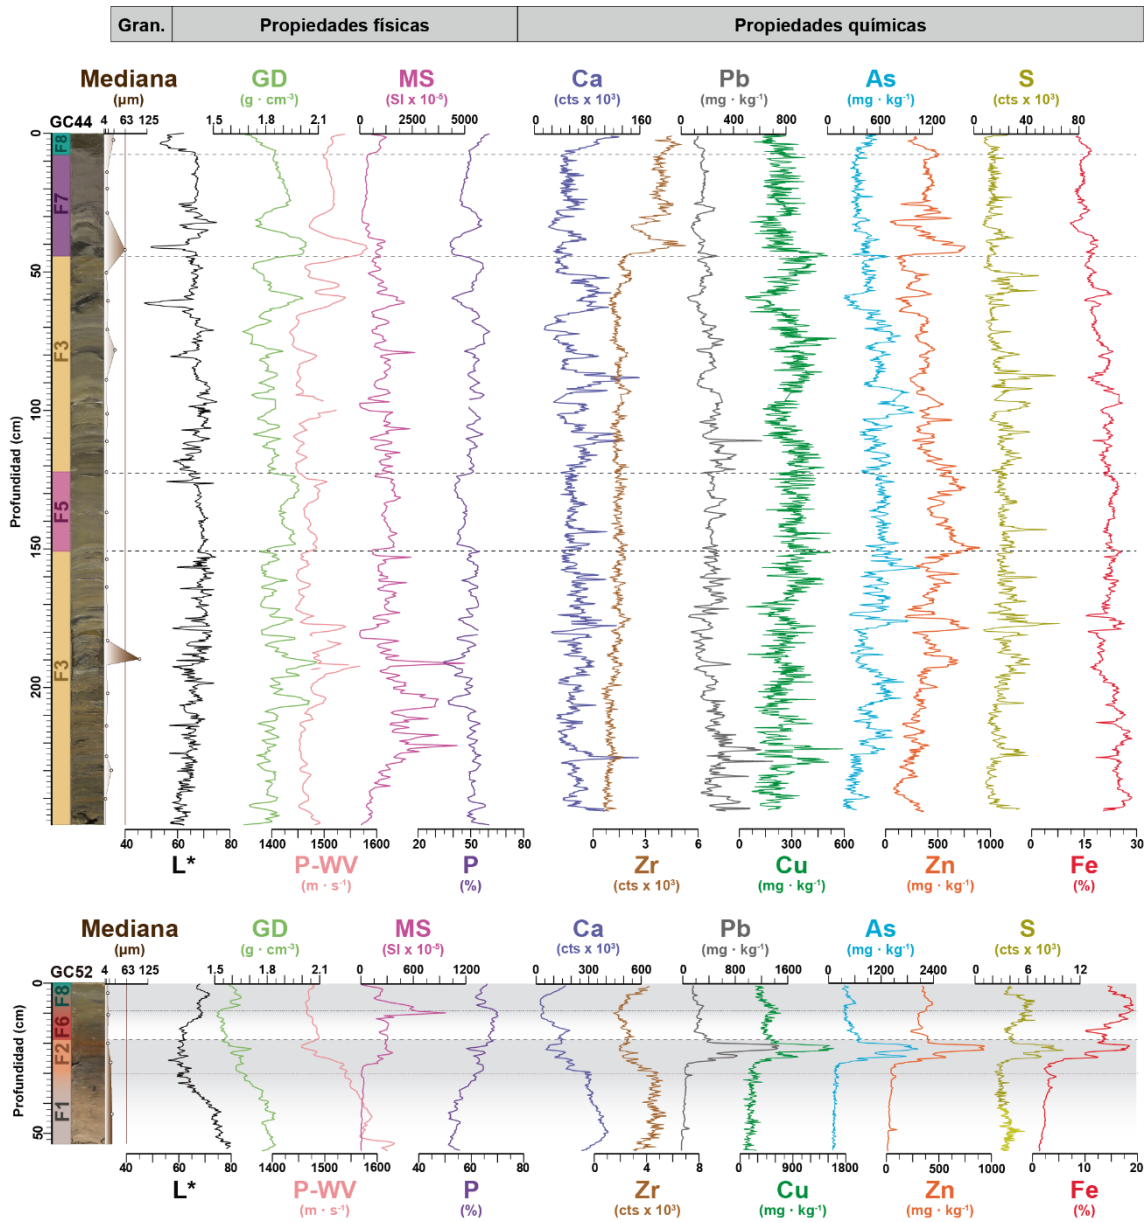 Gran. Propiedades físicas Propiedades químicas
Mediana GD MS Ca Pb As S
(µm) (g · cm⁻³) (SI x 10⁻⁵) (cts x 10³) (mg · kg⁻¹) (mg · kg⁻¹) (cts x 10³)
GC44 4 63 125 1.5 1.8 2.1 0 2500 5000 0 80 160 0 400 800 0 600 1200 0 40 80
0
F8
F7
50
F3
100
F5
150
F3
200
Profundidad (cm)
40 60 80 1400 1500 1600 20 50 80 0 3 6 0 300 600 0 500 1000 0 15 30
L* P-WV P Zr Cu Zn Fe
(m · s⁻¹) (%) (cts x 10³) (mg · kg⁻¹) (mg · kg⁻¹) (%)
Mediana GD MS Ca Pb As S
(µm) (g · cm⁻³) (SI x 10⁻⁵) (cts x 10³) (mg · kg⁻¹) (mg · kg⁻¹) (cts x 10³)
GC52 4 63 125 1.5 1.8 2.1 0 600 1200 0 300 600 0 800 1600 0 1200 2400 0 6 12
0
F8
F6
F2
F1
50
Profundidad (cm)
40 60 80 1400 1500 1600 20 50 80 0 4 8 0 900 1800 0 500 1000 0 10 20
L* P-WV P Zr Cu Zn Fe
(m · s⁻¹) (%) (cts x 10³) (mg · kg⁻¹) (mg · kg⁻¹) (%)